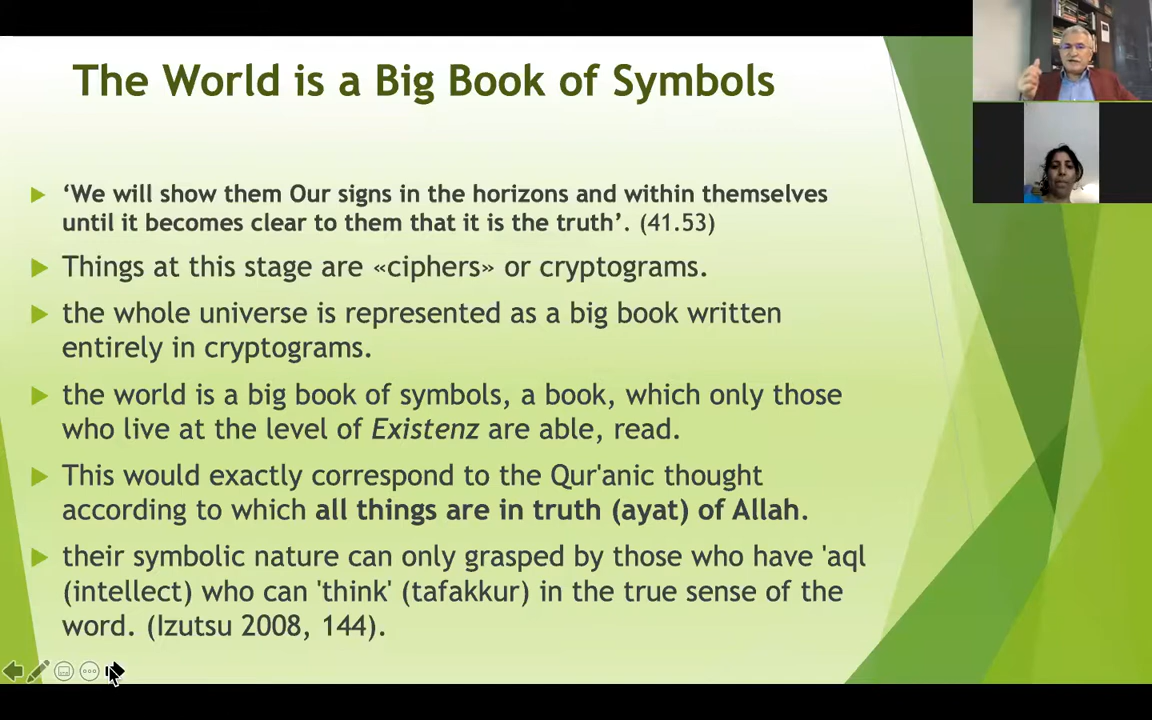 The World is a Big Book of Symbols
‘We will show them Our signs in the horizons and within themselves
until it becomes clear to them that it is the truth’. (41.53)
Things at this stage are «ciphers» or cryptograms.
the whole universe is represented as a big book written
entirely in cryptograms.
the world is a big book of symbols, a book, which only those
who live at the level of Existenz are able, read.
This would exactly correspond to the Qur'anic thought
according to which all things are in truth (ayat) of Allah.
their symbolic nature can only grasped by those who have 'aql
(intellect) who can 'think' (tafakkur) in the true sense of the
word. (Izutsu 2008, 144).